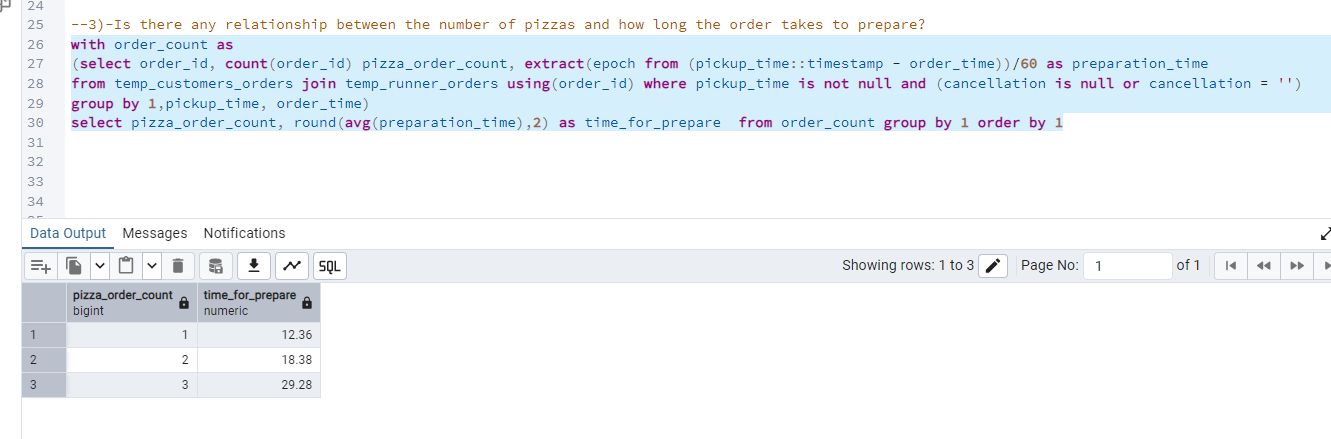 24
25 --3)-Is there any relationship between the number of pizzas and how long the order takes to prepare?
26 with order_count as
27 (select order_id, count(order_id) pizza_order_count, extract(epoch from (pickup_time::timestamp - order_time))/60 as preparation_time
28 from temp_customers_orders join temp_runner_orders using(order_id) where pickup_time is not null and (cancellation is null or cancellation = '')
29 group by 1,pickup_time, order_time)
30 select pizza_order_count, round(avg(preparation_time),2) as time_for_prepare  from order_count group by 1 order by 1
31
32
33
34
Data Output Messages Notifications
SQL Showing rows: 1 to 3 Page No: 1 of 1
pizza_order_count time_for_prepare
bigint numeric
1 1 12.36
2 2 18.38
3 3 29.28